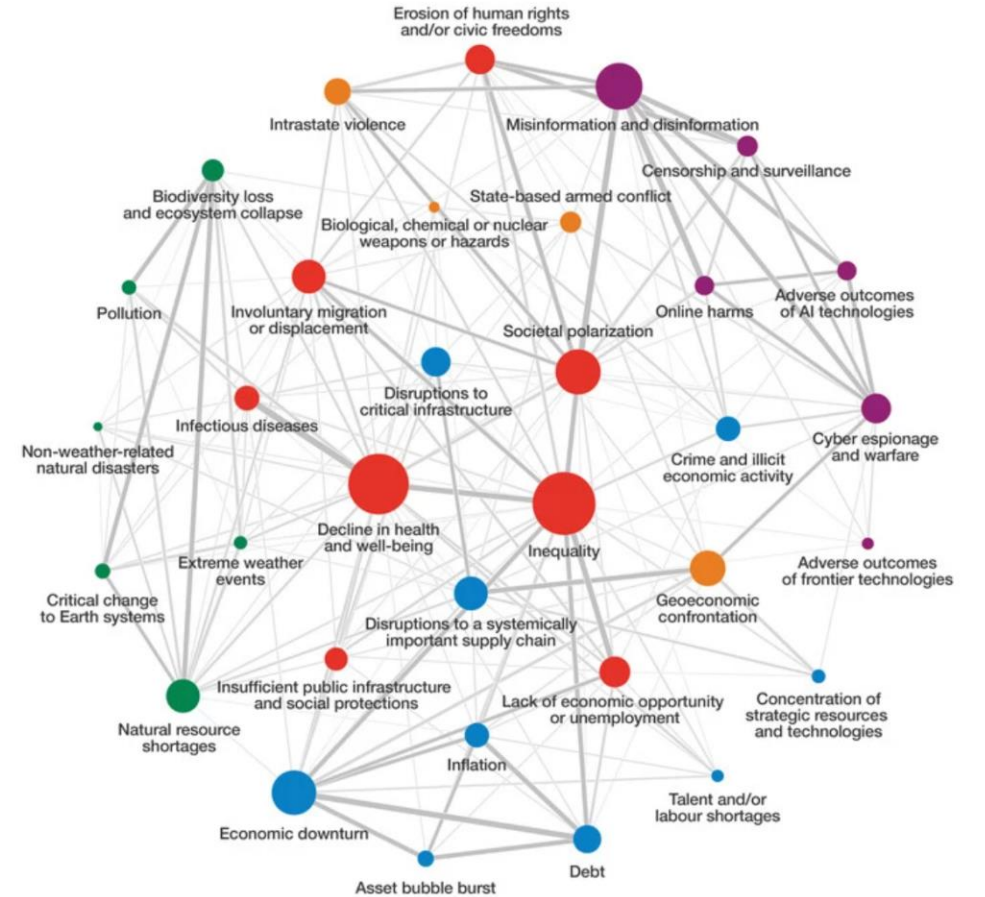 Erosion of human rights
and/or civic freedoms
Intrastate violence
Misinformation and disinformation
Censorship and surveillance
Biodiversity loss
and ecosystem collapse
State-based armed conflict
Biological, chemical or nuclear
weapons or hazards
Pollution
Involuntary migration
or displacement
Online harms
Adverse outcomes
of AI technologies
Societal polarization
Disruptions to
critical infrastructure
Infectious diseases
Non-weather-related
natural disasters
Crime and illicit
economic activity
Cyber espionage
and warfare
Decline in health
and well-being
Inequality
Extreme weather
events
Adverse outcomes
of frontier technologies
Critical change
to Earth systems
Geoeconomic
confrontation
Disruptions to a systemically
important supply chain
Insufficient public infrastructure
and social protections
Lack of economic opportunity
or unemployment
Concentration of
strategic resources
and technologies
Natural resource
shortages
Inflation
Talent and/or
labour shortages
Economic downturn
Debt
Asset bubble burst